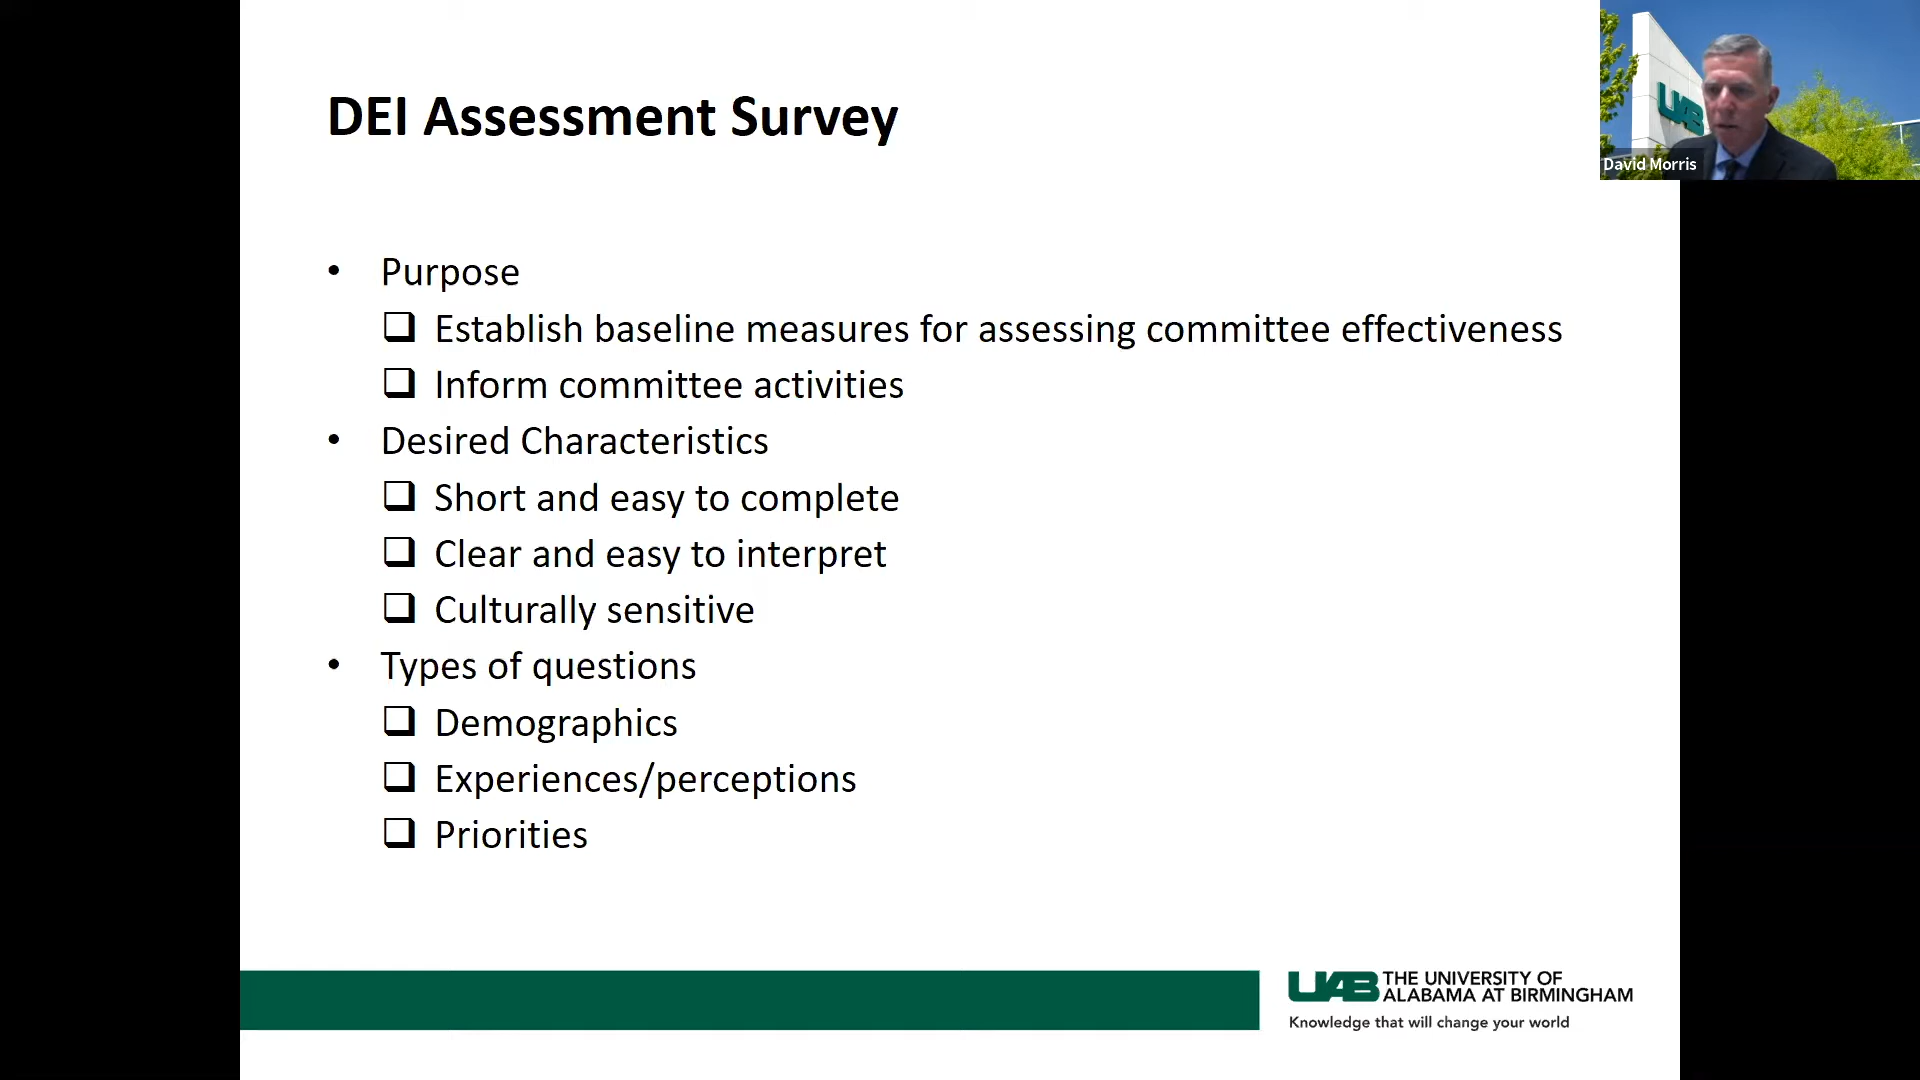 DEI Assessment Survey
UAB
David Morris
• Purpose
❑ Establish baseline measures for assessing committee effectiveness
❑ Inform committee activities
• Desired Characteristics
❑ Short and easy to complete
❑ Clear and easy to interpret
❑ Culturally sensitive
• Types of questions
❑ Demographics
❑ Experiences/perceptions
❑ Priorities
UAB THE UNIVERSITY OF
ALABAMA AT BIRMINGHAM
Knowledge that will change your world